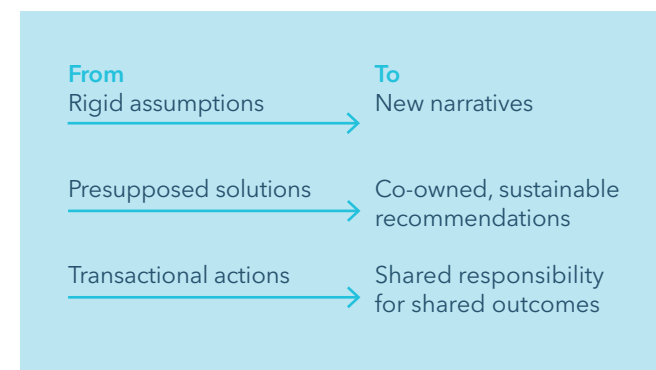 From
To
Rigid assumptions
New narratives
Presupposed solutions
Co-owned, sustainable
recommendations
Transactional actions
Shared responsibility
for shared outcomes